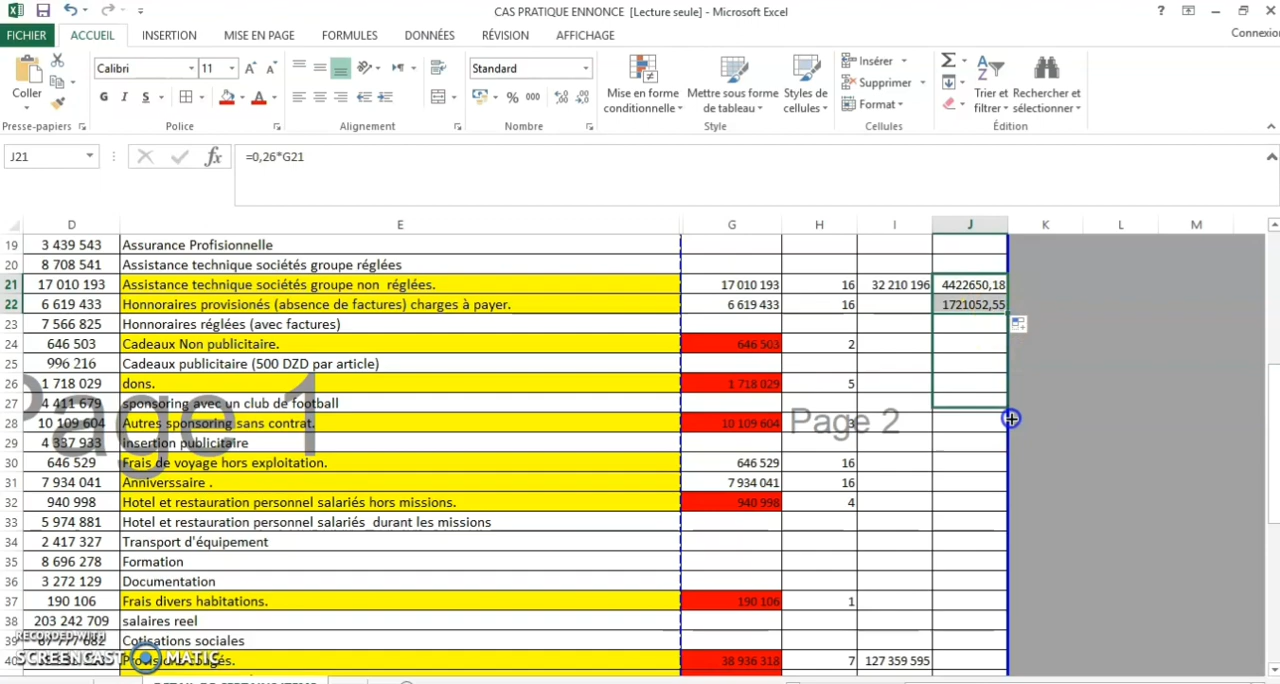 CAS PRATIQUE ENNONCE [Lecture seule] - Microsoft Excel
FICHIER ACCUEIL INSERTION MISE EN PAGE FORMULES DONNÉES RÉVISION AFFICHAGE Connexio
Coller
Calibri 11
G I S
Standard
% 000
Mise en forme conditionnelle
Mettre sous forme de tableau
Styles de cellules
Insérer
Supprimer
Format
Trier et filtrer
Rechercher et sélectionner
Presse-papiers Police Alignement Nombre Style Cellules Édition
J21 fx =0,26*G21
D E G H I J K L M
19 3 439 543 Assurance Profisionnelle
20 8 708 541 Assistance technique sociétés groupe réglées
21 17 010 193 Assistance technique sociétés groupe non réglées. 17 010 193 16 32 210 196 4422650,18
22 6 619 433 Honnoraires provisionés (absence de factures) charges à payer. 6 619 433 16 1721052,55
23 7 566 825 Honnoraires réglées (avec factures)
24 646 503 Cadeaux Non publicitaire. 646 503 2
25 996 216 Cadeaux publicitaire (500 DZD par article)
26 1 718 029 dons. 1 718 029 5
27 4 411 679 sponsoring avec un club de football
28 10 109 604 Autres sponsoring sans contrat. 10 109 604 3
Page 1 Page 2
29 4 337 933 insertion publicitaire
30 646 529 Frais de voyage hors exploitation. 646 529 16
31 7 934 041 Anniverssaire . 7 934 041 16
32 940 998 Hotel et restauration personnel salariés hors missions. 940 998 4
33 5 974 881 Hotel et restauration personnel salariés durant les missions
34 2 417 327 Transport d'équipement
35 8 696 278 Formation
36 3 272 129 Documentation
37 190 106 Frais divers habitations. 190 106 1
38 203 242 709 salaires reel
39 67 777 682 Cotisations sociales
RECORDED WITH
SCREENCAST MATIC
40 38 936 318 7 127 359 595